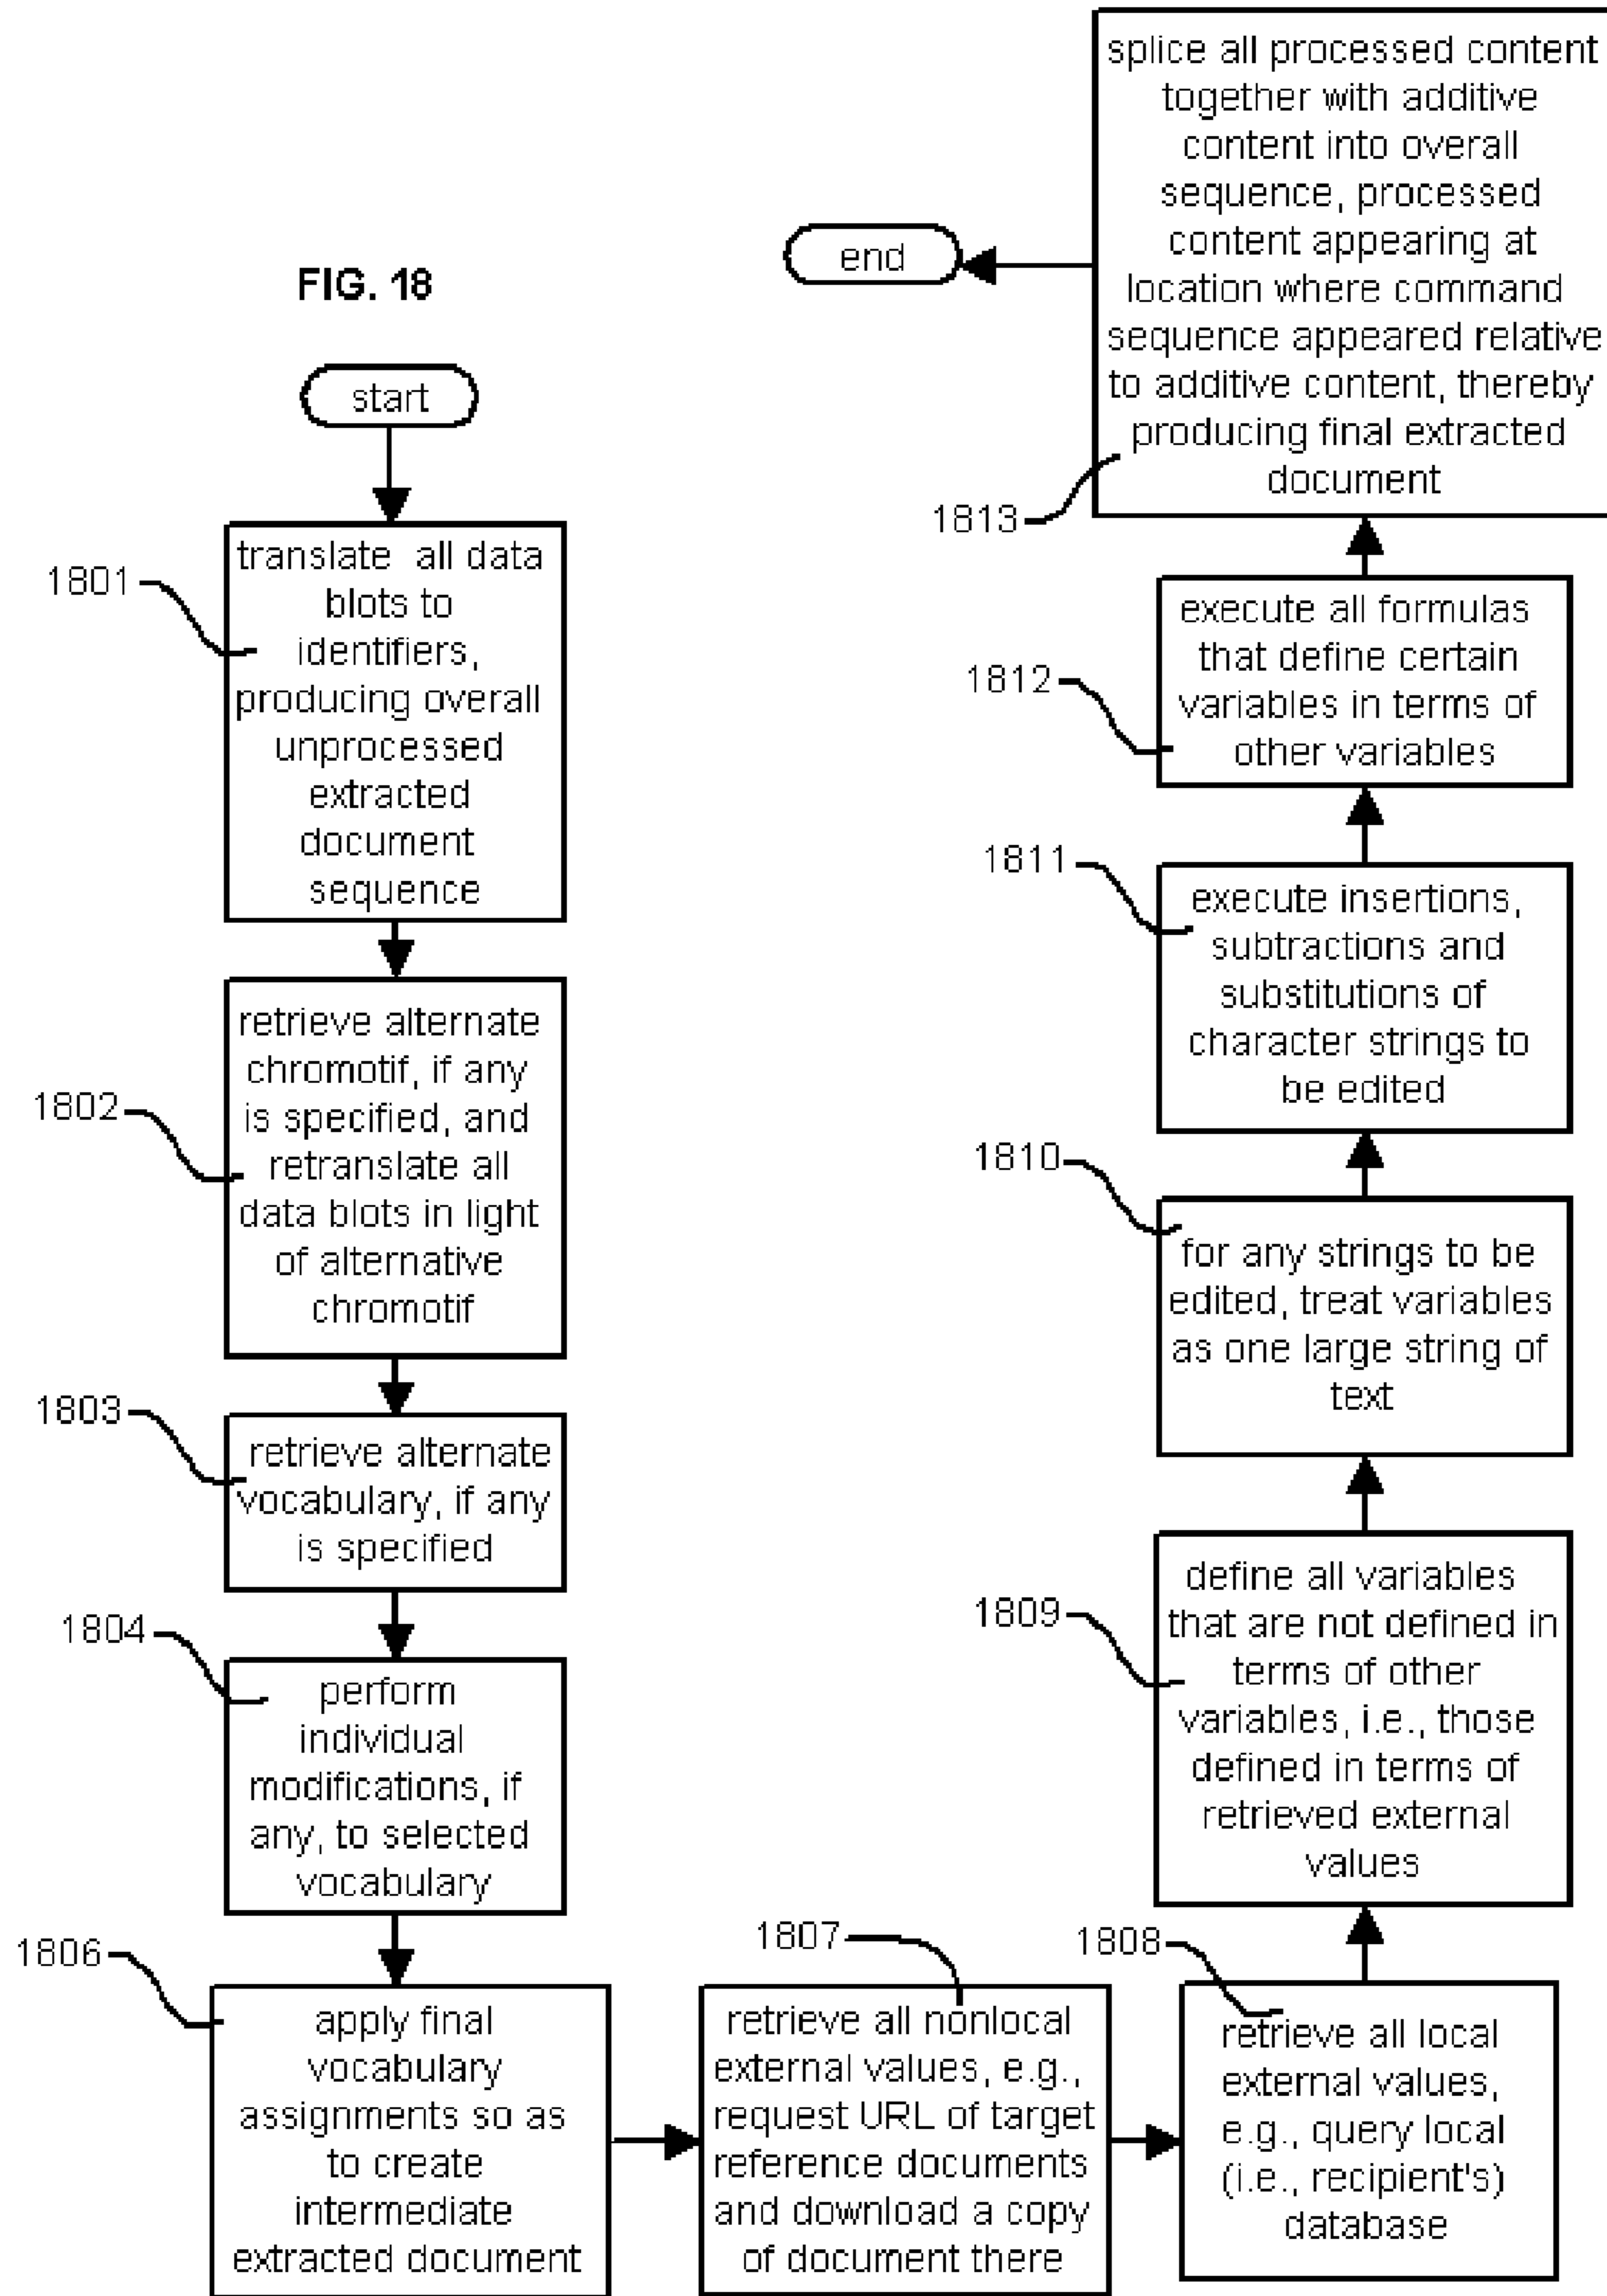 FIG. 18
start
1801
translate all data
blots to
identifiers,
producing overall
unprocessed
extracted
document
sequence
1802
retrieve alternate
chromotif, if any
is specified, and
retranslate all
data blots in light
of alternative
chromotif
1803
retrieve alternate
vocabulary, if any
is specified
1804
perform
individual
modifications, if
any, to selected
vocabulary
1806
apply final
vocabulary
assignments so as
to create
intermediate
extracted document
1807
retrieve all nonlocal
external values, e.g.,
request URL of target
reference documents
and download a copy
of document there
1808
retrieve all local
external values,
e.g., query local
(i.e., recipient's)
database
1809
define all variables
that are not defined in
terms of other
variables, i.e., those
defined in terms of
retrieved external
values
1810
for any strings to be
edited, treat variables
as one large string of
text
1811
execute insertions,
subtractions and
substitutions of
character strings to
be edited
1812
execute all formulas
that define certain
variables in terms of
other variables
1813
splice all processed content
together with additive
content into overall
sequence, processed
content appearing at
location where command
sequence appeared relative
to additive content, thereby
producing final extracted
document
end